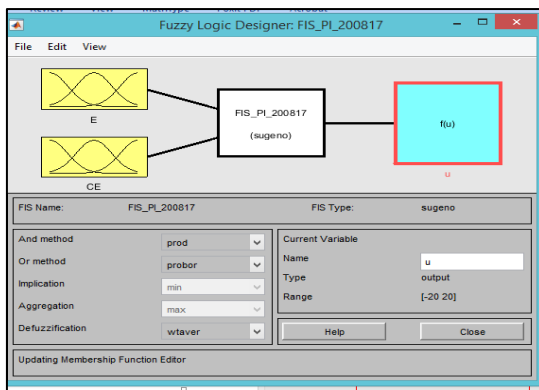 Fuzzy Logic Designer: FIS_PI_200817
File Edit View
E
CE
FIS_PI_200817
(sugeno)
f(u)
u
FIS Name: FIS_PI_200817 FIS Type: sugeno
And method prod
Or method probor
Implication min
Aggregation max
Defuzzification wtaver
Current Variable
Name u
Type output
Range [-20 20]
Help Close
Updating Membership Function Editor